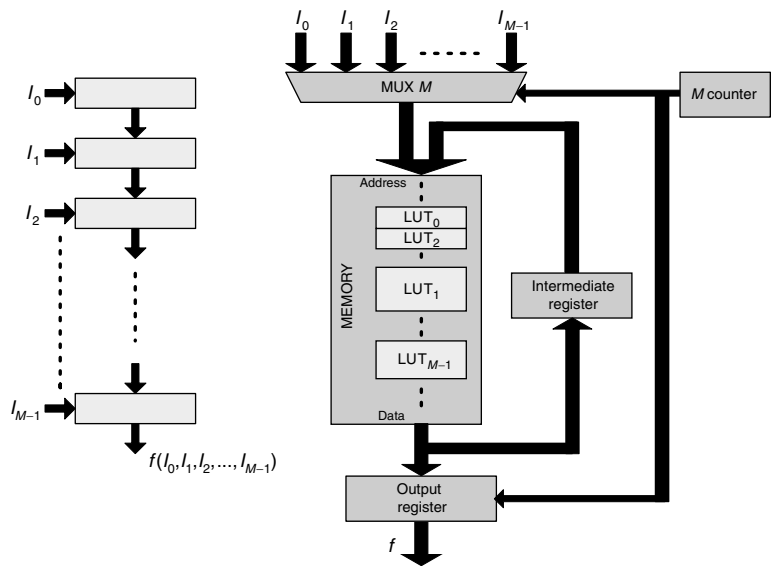 I0
I1
I2
IM–1
f(I0,I1,I2,...,IM–1)
I0
I1
I2
IM–1
MUX M
M counter
Address
MEMORY
LUT0
LUT2
LUT1
LUTM–1
Data
Intermediate
register
Output
register
f